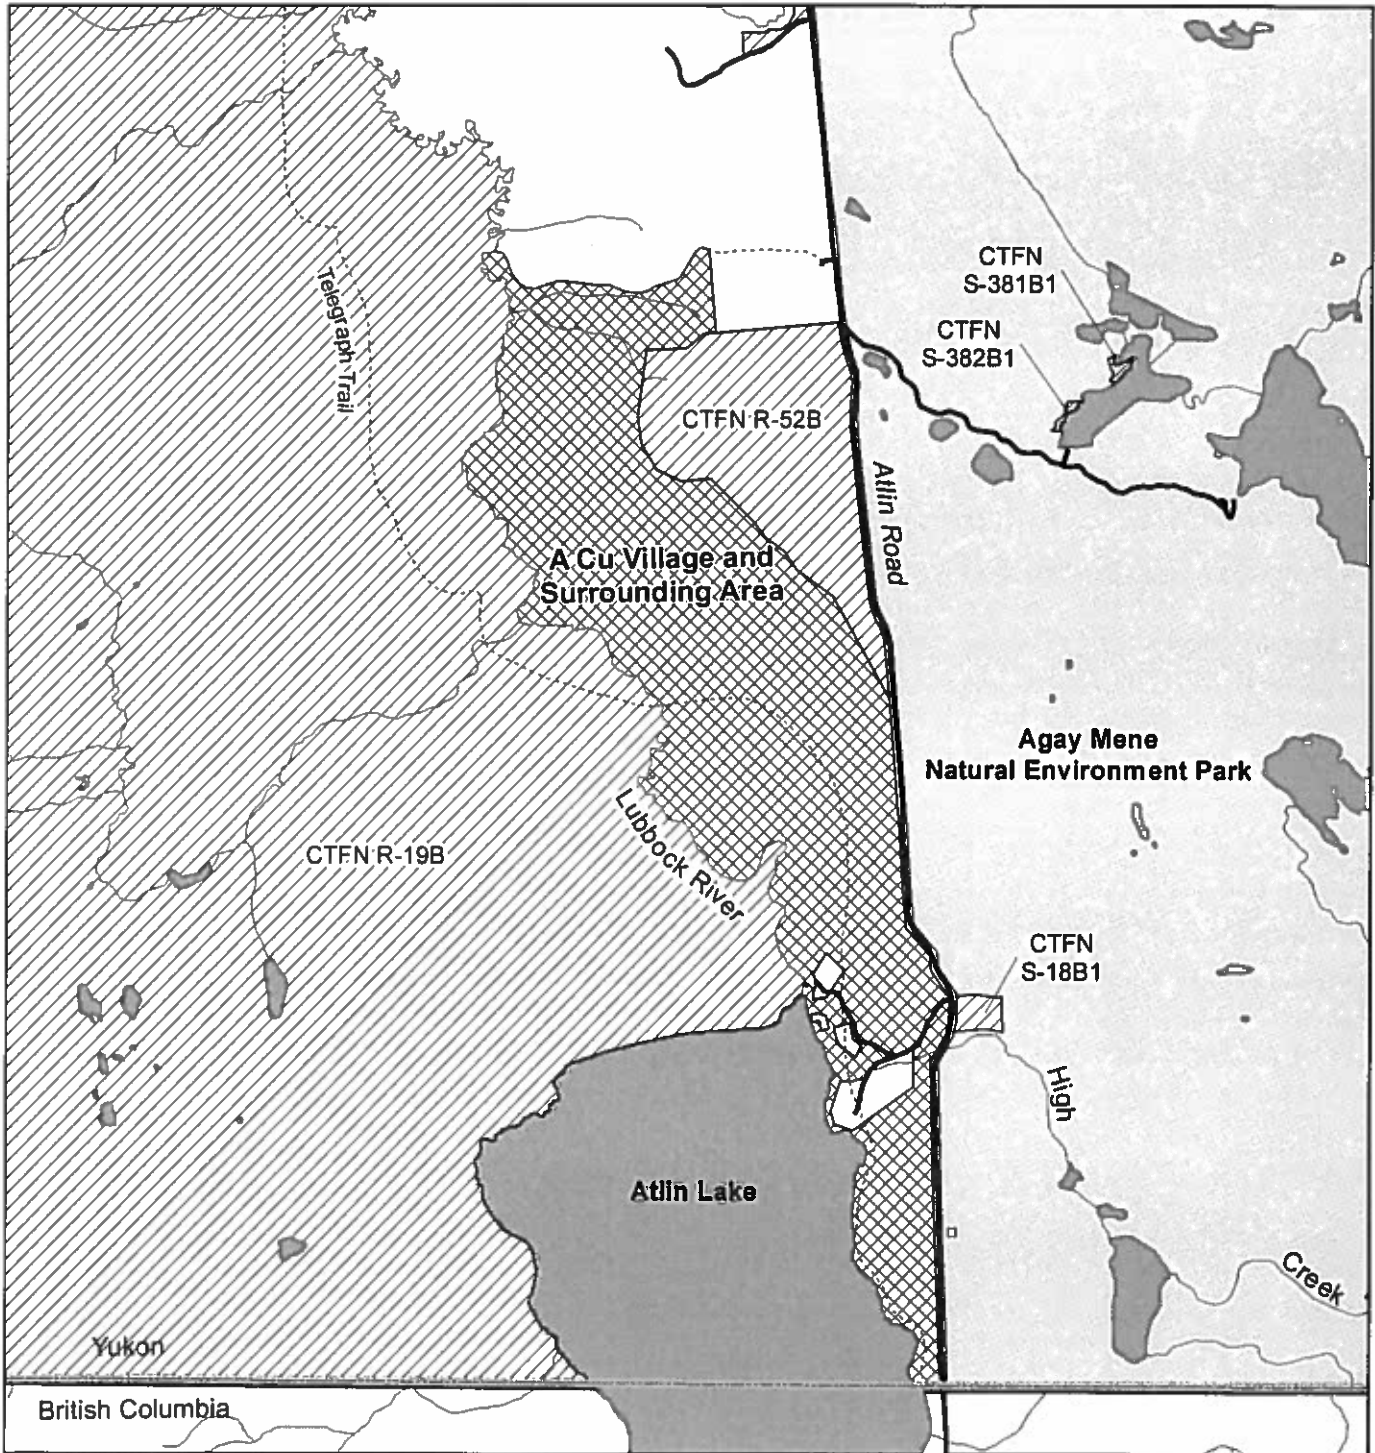 CTFN
S-381B1
CTFN
S-382B1
Telegraph Trail
CTFN R-52B
Atlin Road
A Cu Village and
Surrounding Area
Agay Mene
Natural Environment Park
Lubbock River
CTFN R-19B
CTFN
S-18B1
High
Atlin Lake
Creek
Yukon
British Columbia